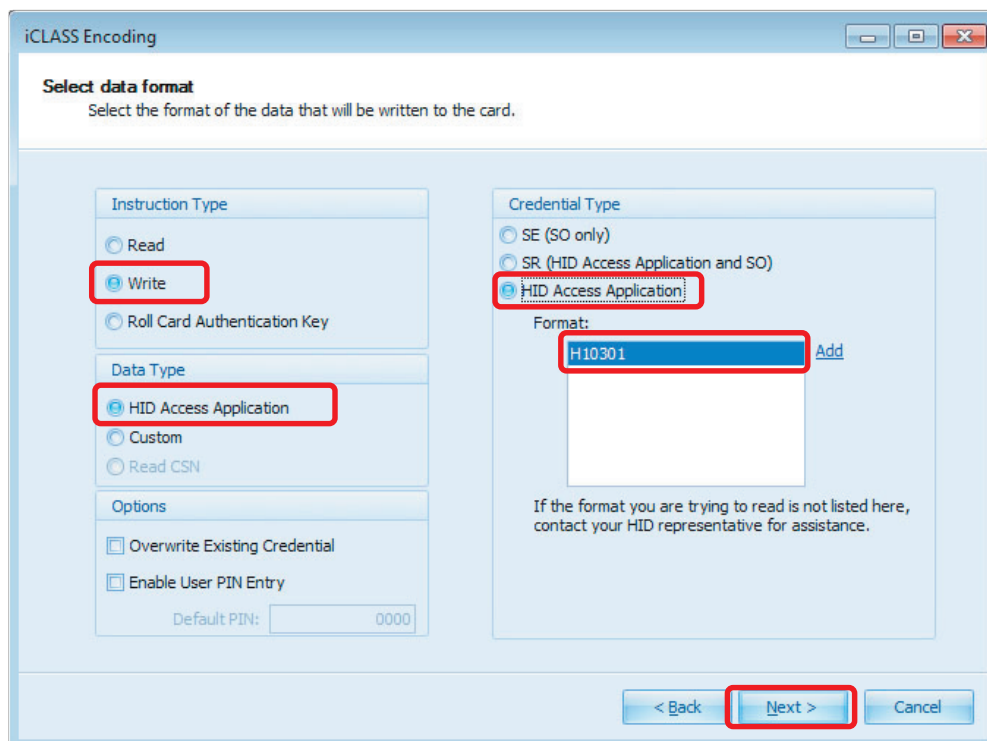 iCLASS Encoding
Select data format
Select the format of the data that will be written to the card.
Instruction Type
Read
Write
Roll Card Authentication Key
Data Type
HID Access Application
Custom
Read CSN
Options
Overwrite Existing Credential
Enable User PIN Entry
Default PIN: 0000
Credential Type
SE (SO only)
SR (HID Access Application and SO)
HID Access Application
Format:
H10301 Add
If the format you are trying to read is not listed here,
contact your HID representative for assistance.
< Back Next > Cancel